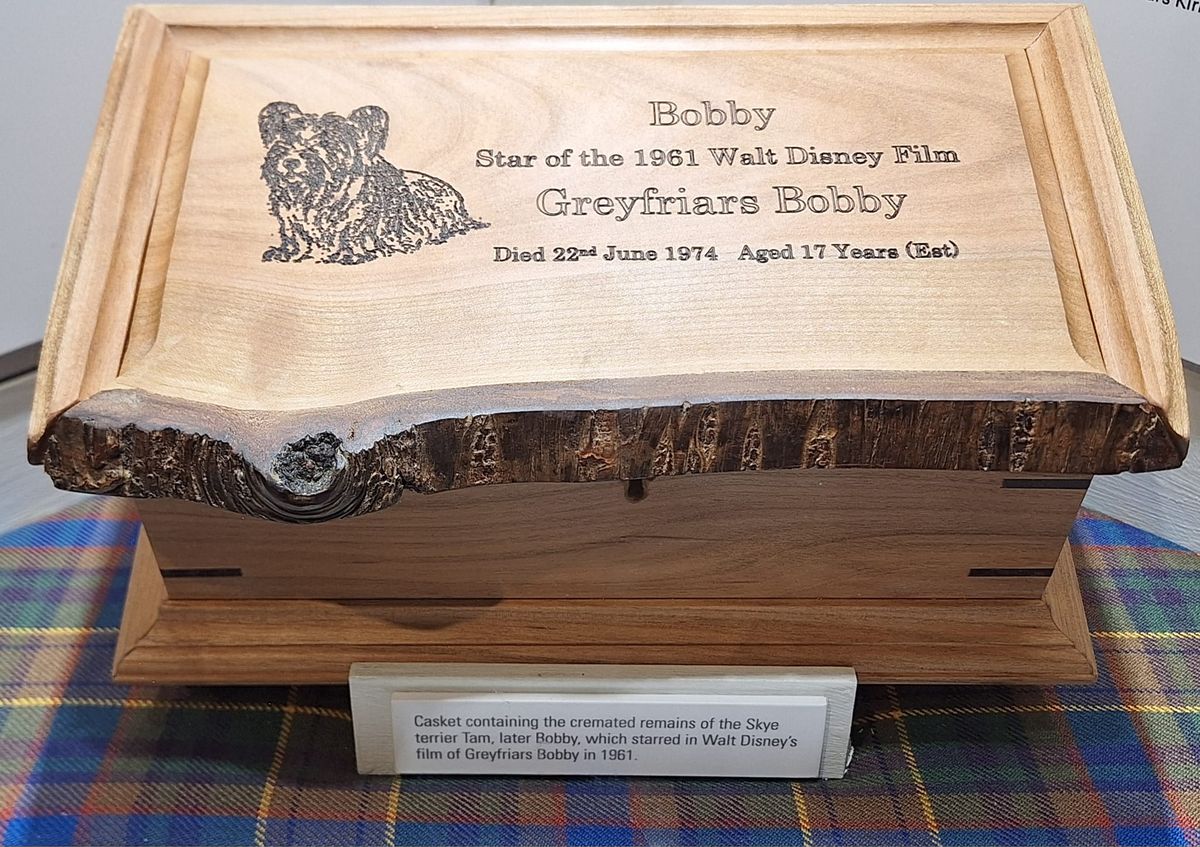 Bobby
Star of the 1961 Walt Disney Film
Greyfriars Bobby
Died 22nd June 1974 Aged 17 Years (Est)
Casket containing the cremated remains of the Skye
terrier Tam, later Bobby, which starred in Walt Disney's
film of Greyfriars Bobby in 1961.